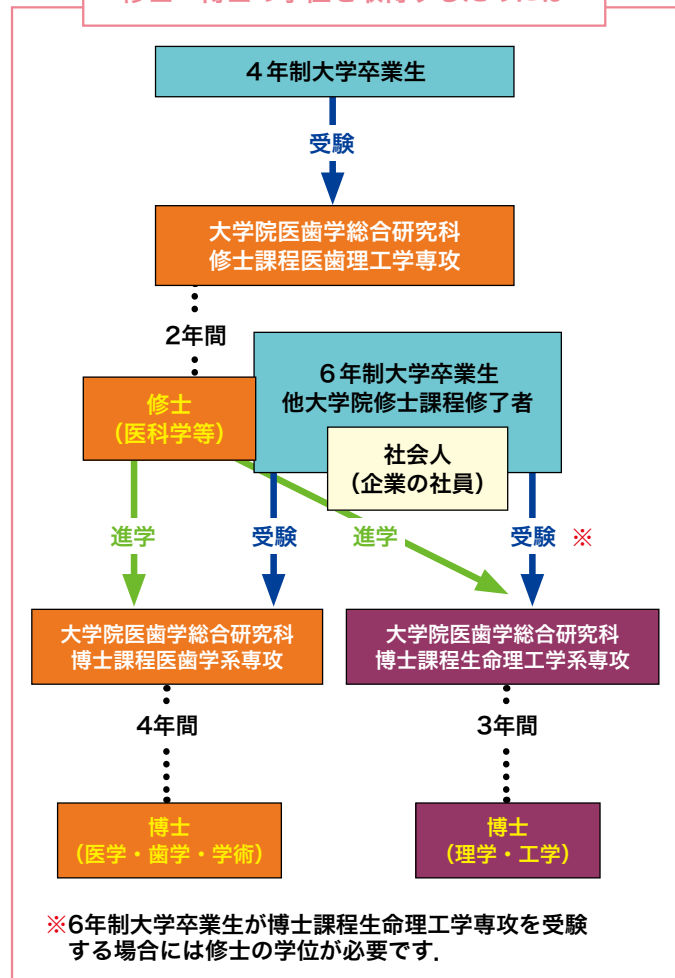 4年制大学卒業生
受験
大学院医歯学総合研究科
修士課程医歯理工学専攻
2年間
修士
(医科学等)
6年制大学卒業生
他大学院修士課程修了者
社会人
(企業の社員)
進学
受験
進学
受験 ※
大学院医歯学総合研究科
博士課程医歯学系専攻
大学院医歯学総合研究科
博士課程生命理工学系専攻
4年間
3年間
博士
(医学・歯学・学術)
博士
(理学・工学)
※6年制大学卒業生が博士課程生命理工学専攻を受験
する場合には修士の学位が必要です.